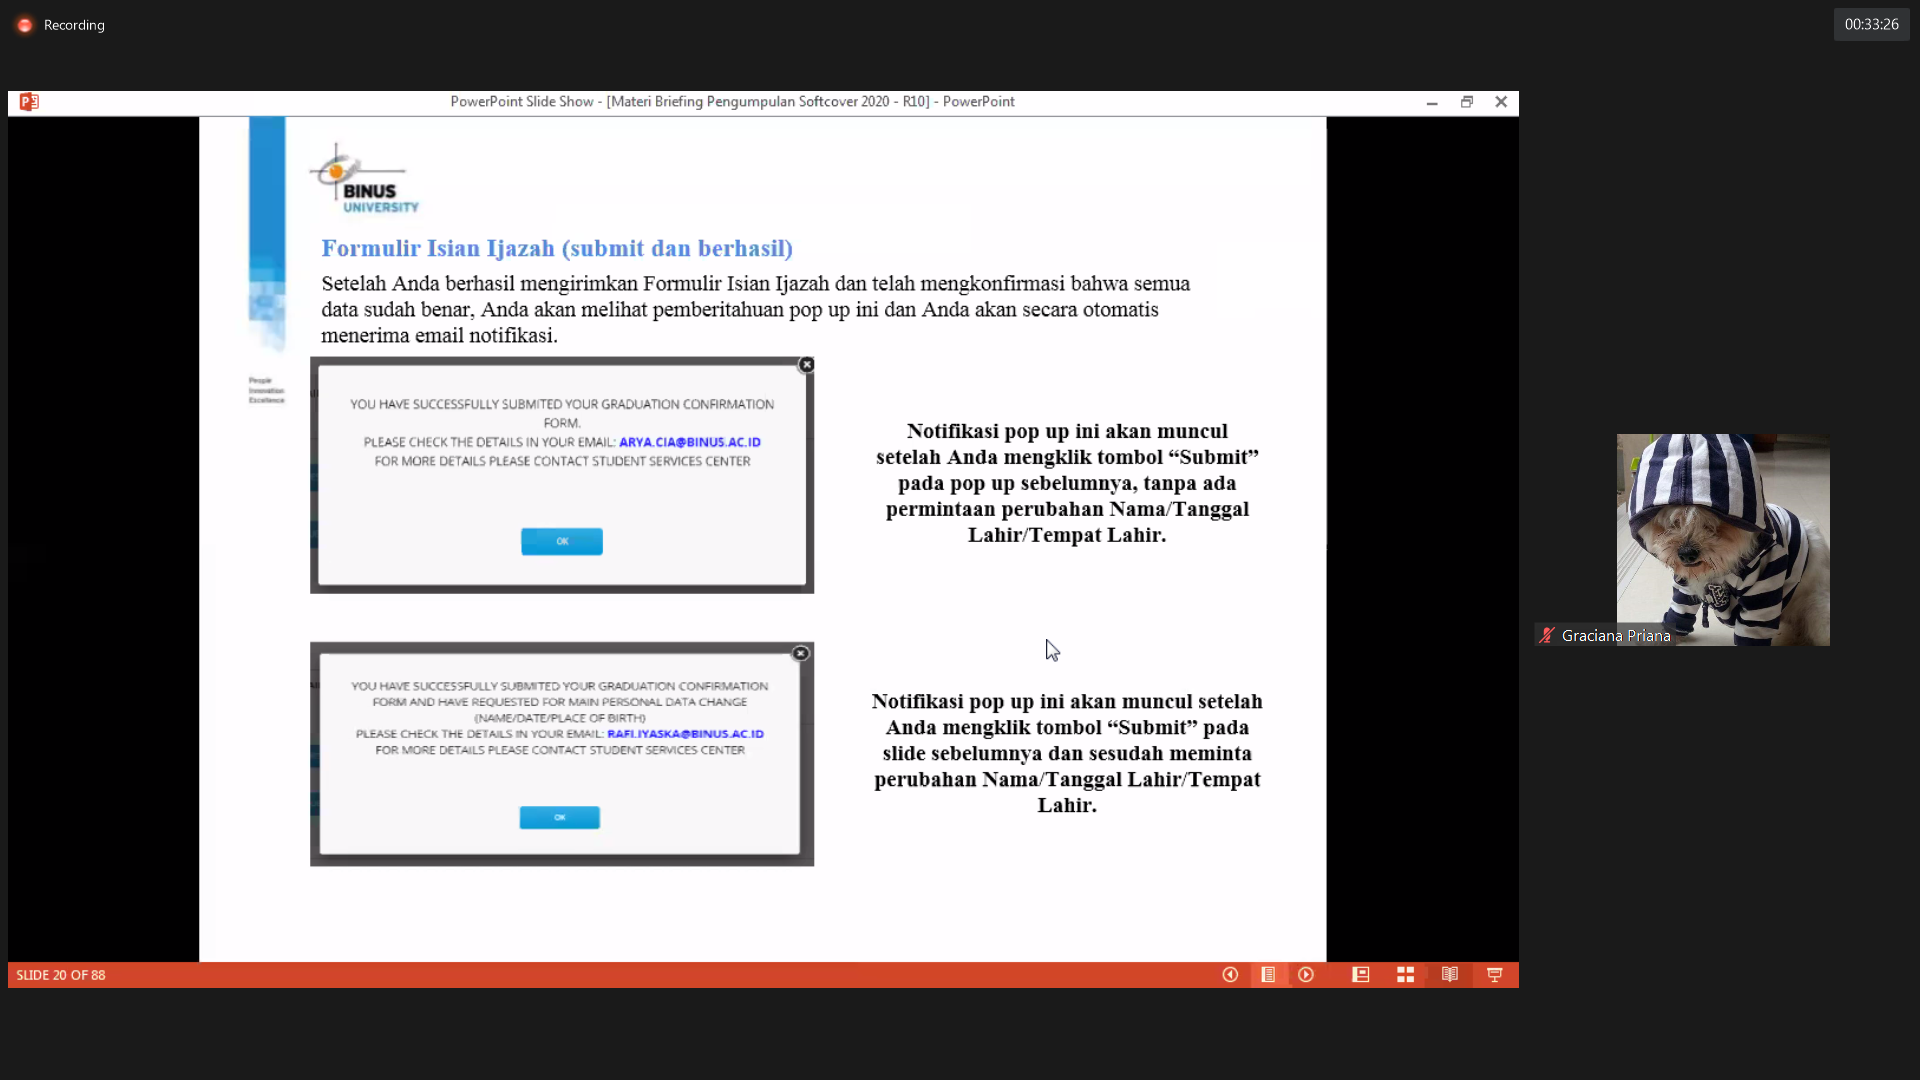 Recording
00:33:26
PowerPoint Slide Show - [Materi Briefing Pengumpulan Softcover 2020 - R10] - PowerPoint
BINUS
UNIVERSITY
People
Innovation
Excellence
Formulir Isian Ijazah (submit dan berhasil)
Setelah Anda berhasil mengirimkan Formulir Isian Ijazah dan telah mengkonfirmasi bahwa semua
data sudah benar, Anda akan melihat pemberitahuan pop up ini dan Anda akan secara otomatis
menerima email notifikasi.
YOU HAVE SUCCESSFULLY SUBMITED YOUR GRADUATION CONFIRMATION
FORM.
PLEASE CHECK THE DETAILS IN YOUR EMAIL: ARYA.CIA@BINUS.AC.ID
FOR MORE DETAILS PLEASE CONTACT STUDENT SERVICES CENTER
OK
Notifikasi pop up ini akan muncul
setelah Anda mengklik tombol “Submit”
pada pop up sebelumnya, tanpa ada
permintaan perubahan Nama/Tanggal
Lahir/Tempat Lahir.
YOU HAVE SUCCESSFULLY SUBMITED YOUR GRADUATION CONFIRMATION
FORM AND HAVE REQUESTED FOR MAIN PERSONAL DATA CHANGE
(NAME/DATE/PLACE OF BIRTH)
PLEASE CHECK THE DETAILS IN YOUR EMAIL: RAFI.IYASKA@BINUS.AC.ID
FOR MORE DETAILS PLEASE CONTACT STUDENT SERVICES CENTER
OK
Notifikasi pop up ini akan muncul setelah
Anda mengklik tombol “Submit” pada
slide sebelumnya dan sesudah meminta
perubahan Nama/Tanggal Lahir/Tempat
Lahir.
Graciana Priana
SLIDE 20 OF 88